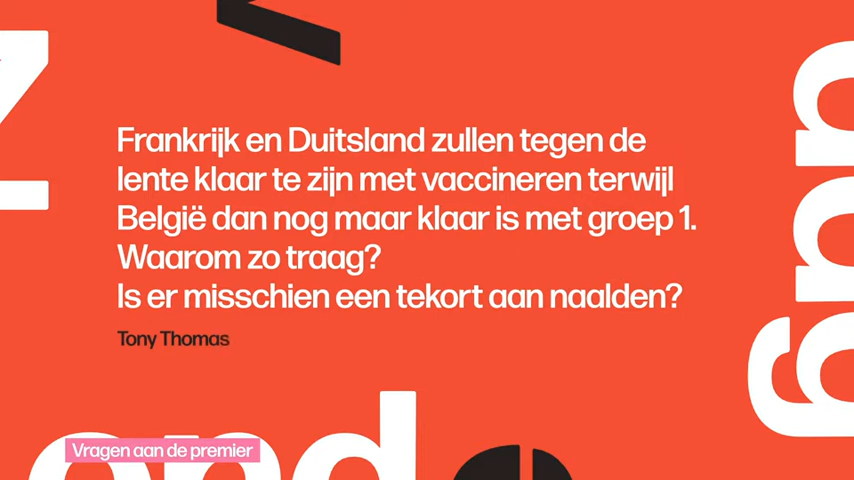 Frankrijk en Duitsland zullen tegen de
lente klaar te zijn met vaccineren terwijl
België dan nog maar klaar is met groep 1.
Waarom zo traag?
Is er misschien een tekort aan naalden?
Tony Thomas
Vragen aan de premier